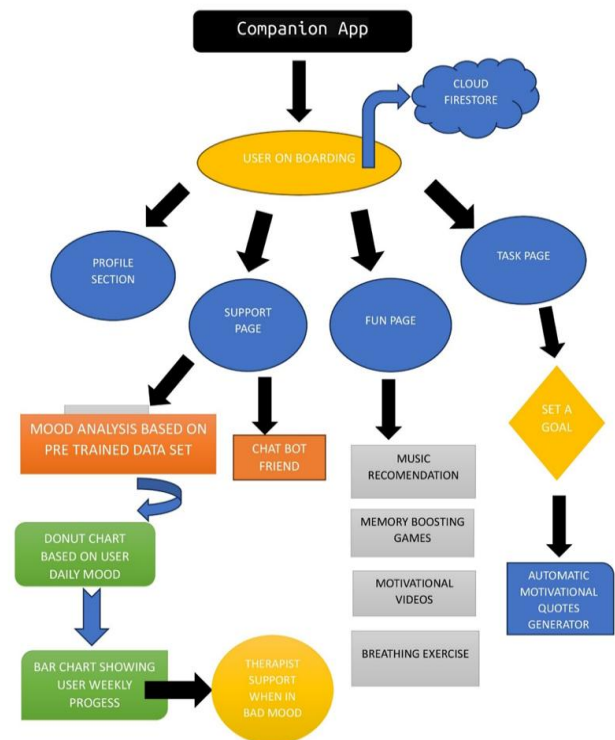 Companion App
CLOUD
FIRESTORE
USER ON BOARDING
PROFILE
SECTION
SUPPORT
PAGE
FUN PAGE
TASK PAGE
MOOD ANALYSIS BASED ON
PRE TRAINED DATA SET
CHAT BOT
FRIEND
MUSIC
RECOMENDATION
SET A
GOAL
MEMORY BOOSTING
GAMES
DONUT CHART
BASED ON USER
DAILY MOOD
MOTIVATIONAL
VIDEOS
AUTOMATIC
MOTIVATIONAL
QUOTES
GENERATOR
BREATHING EXERCISE
BAR CHART SHOWING
USER WEEKLY
PROGESS
THERAPIST
SUPPORT
WHEN IN
BAD MOOD